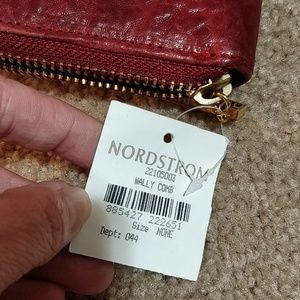 NORDSTROM
22105003
WALLY COMB
885427 222651
Size NONE
Dept: 044